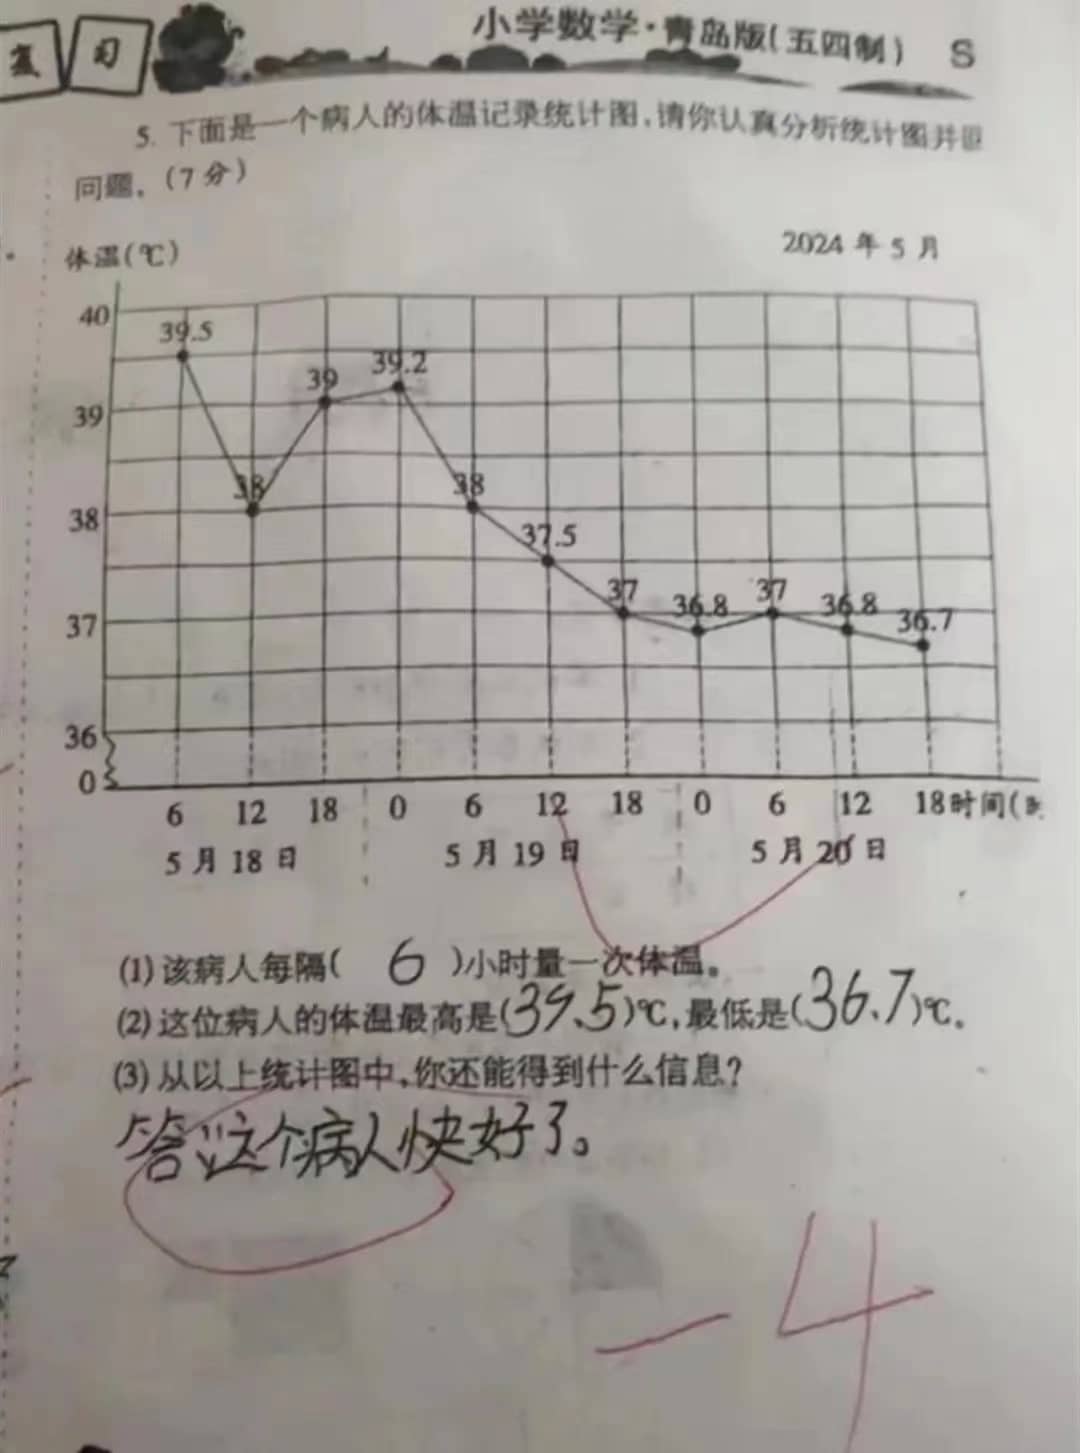 复习
小学数学·青岛版(五四制) S
5. 下面是一个病人的体温记录统计图,请你认真分析统计图并回
问题。(7分)
体温(℃)
2024年5月
40
39
38
37
36
0
39.5
38
39
39.2
38
37.5
37
36.8
37
36.8
36.7
6 12 18 0 6 12 18 0 6 12 18时间(时
5月18日 5月19日 5月20日
(1)该病人每隔( 6 )小时量一次体温。
(2)这位病人的体温最高是(39.5)℃,最低是(36.7)℃。
(3)从以上统计图中,你还能得到什么信息?
答:这个病人快好了。
-4